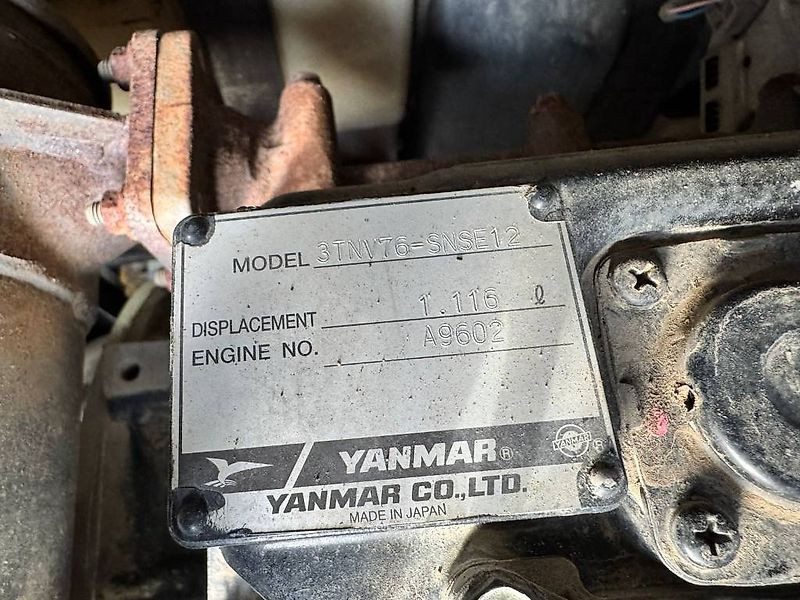 MODEL 3TNV76-SNSE12
DISPLACEMENT 1.116 ℓ
ENGINE NO. A9602
YANMAR® YANMAR ®
YANMAR CO.,LTD.
MADE IN JAPAN